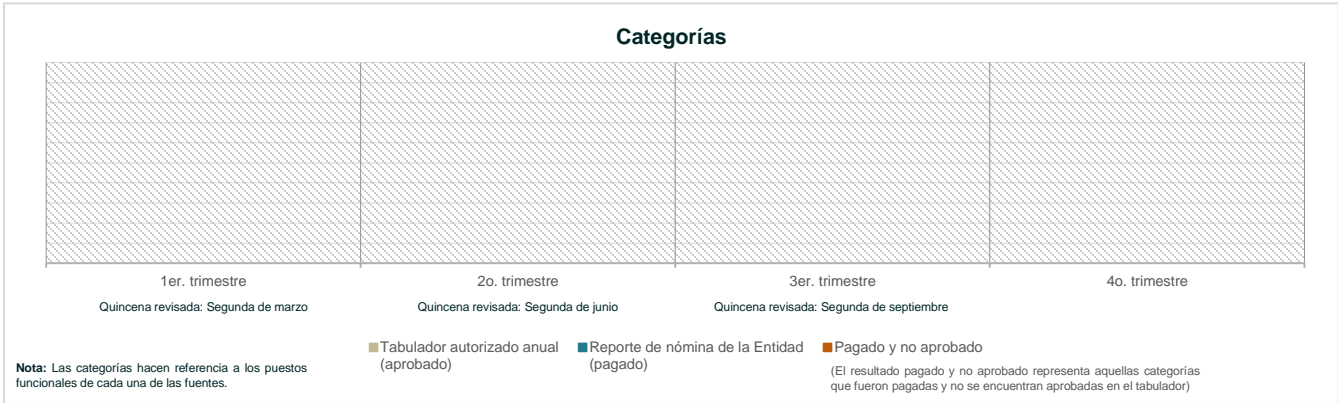 Categorías
1er. trimestre
2o. trimestre
3er. trimestre
4o. trimestre
Quincena revisada: Segunda de marzo
Quincena revisada: Segunda de junio
Quincena revisada: Segunda de septiembre
Tabulador autorizado anual
(aprobado)
Reporte de nómina de la Entidad
(pagado)
Pagado y no aprobado
(El resultado pagado y no aprobado representa aquellas categorías
que fueron pagadas y no se encuentran aprobadas en el tabulador)
Nota: Las categorías hacen referencia a los puestos
funcionales de cada una de las fuentes.